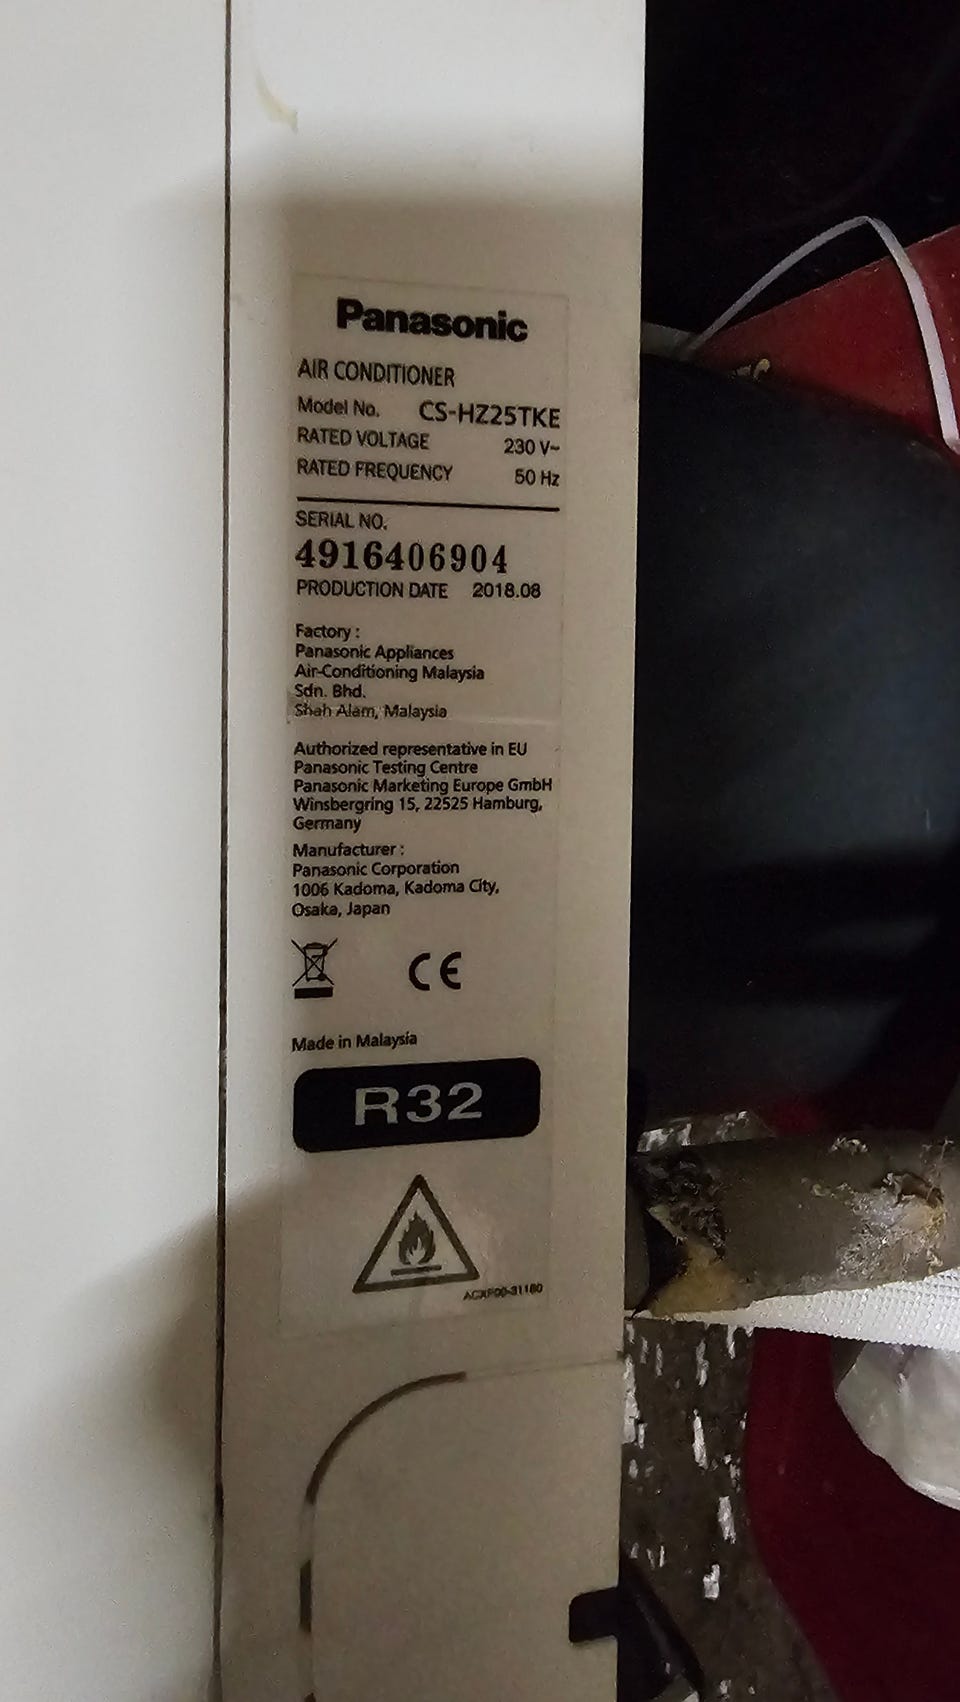 Panasonic
AIR CONDITIONER
Model No. CS-HZ25TKE
RATED VOLTAGE 230 V~
RATED FREQUENCY 50 Hz
SERIAL NO.
4916406904
PRODUCTION DATE 2018.08
Factory :
Panasonic Appliances
Air-Conditioning Malaysia
Sdn. Bhd.
Shah Alam, Malaysia
Authorized representative in EU
Panasonic Testing Centre
Panasonic Marketing Europe GmbH
Winsbergring 15, 22525 Hamburg,
Germany
Manufacturer :
Panasonic Corporation
1006 Kadoma, Kadoma City,
Osaka, Japan
CE
Made in Malaysia
R32